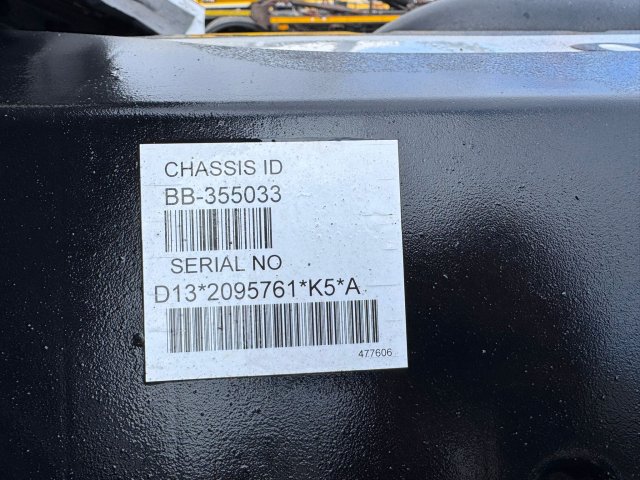 CHASSIS ID
BB-355033
SERIAL NO
D13*2095761*K5*A
477606